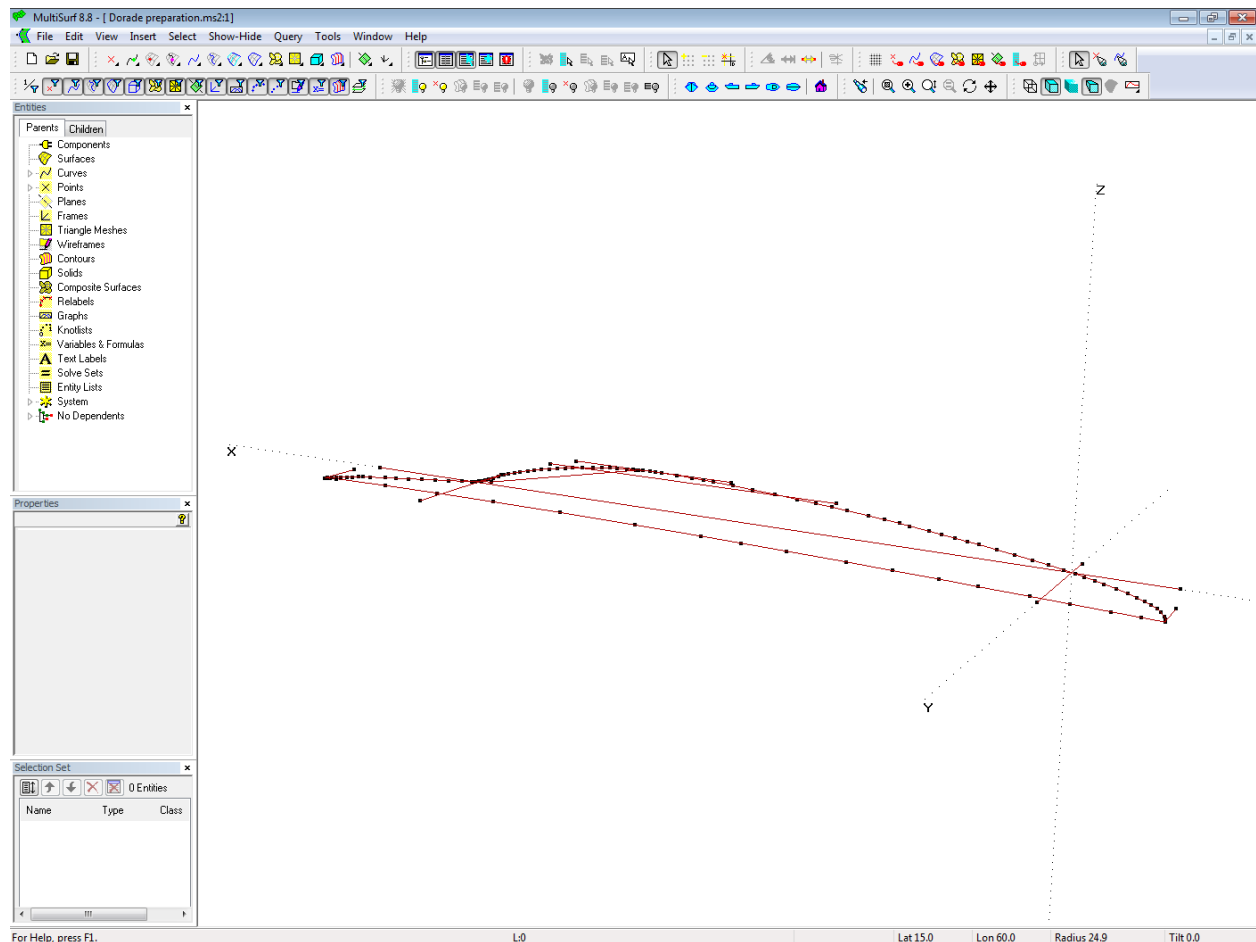 MultiSurf 8.8 - [ Dorade preparation.ms2:1]
File Edit View Insert Select Show-Hide Query Tools Window Help
Entities
Parents Children
Components
Surfaces
Curves
Points
Planes
Frames
Triangle Meshes
Wireframes
Contours
Solids
Composite Surfaces
Relabels
Graphs
Knotlists
Variables & Formulas
Text Labels
Solve Sets
Entity Lists
System
No Dependents
Properties
Selection Set
0 Entities
Name Type Class
Z
X
Y
For Help, press F1. L:0 Lat 15.0 Lon 60.0 Radius 24.9 Tilt 0.0